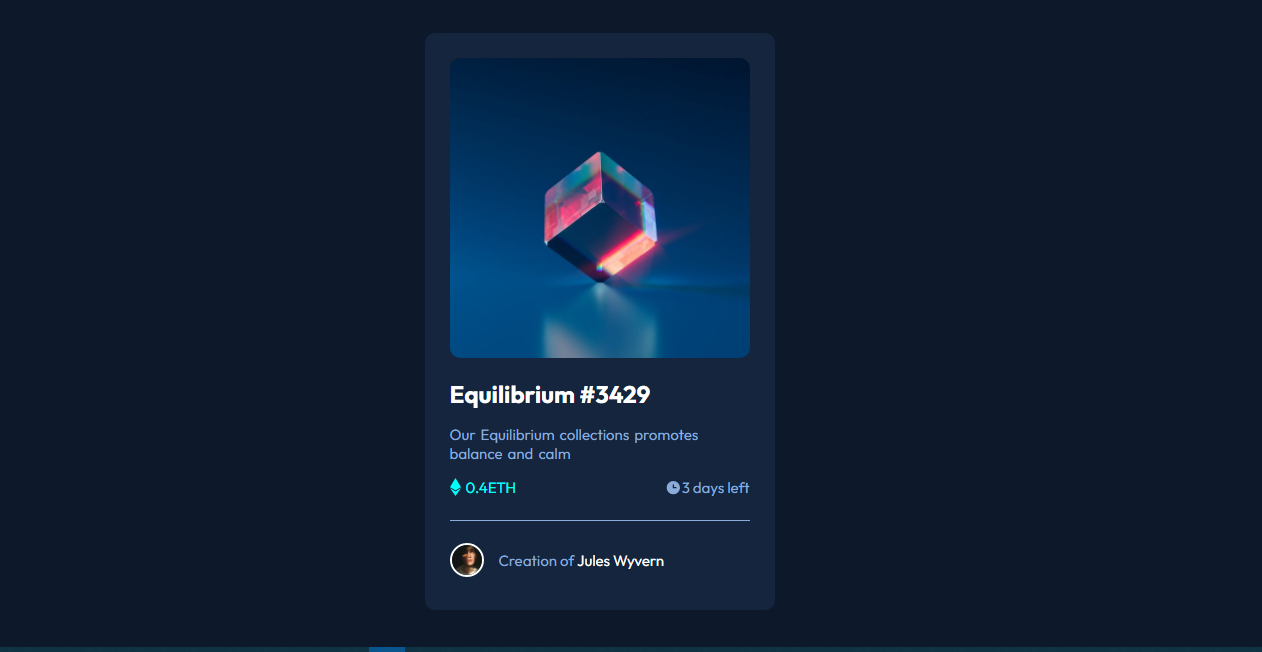 Equilibrium #3429
Our Equilibrium collections promotes
balance and calm
0.4ETH
3 days left
Creation of Jules Wyvern